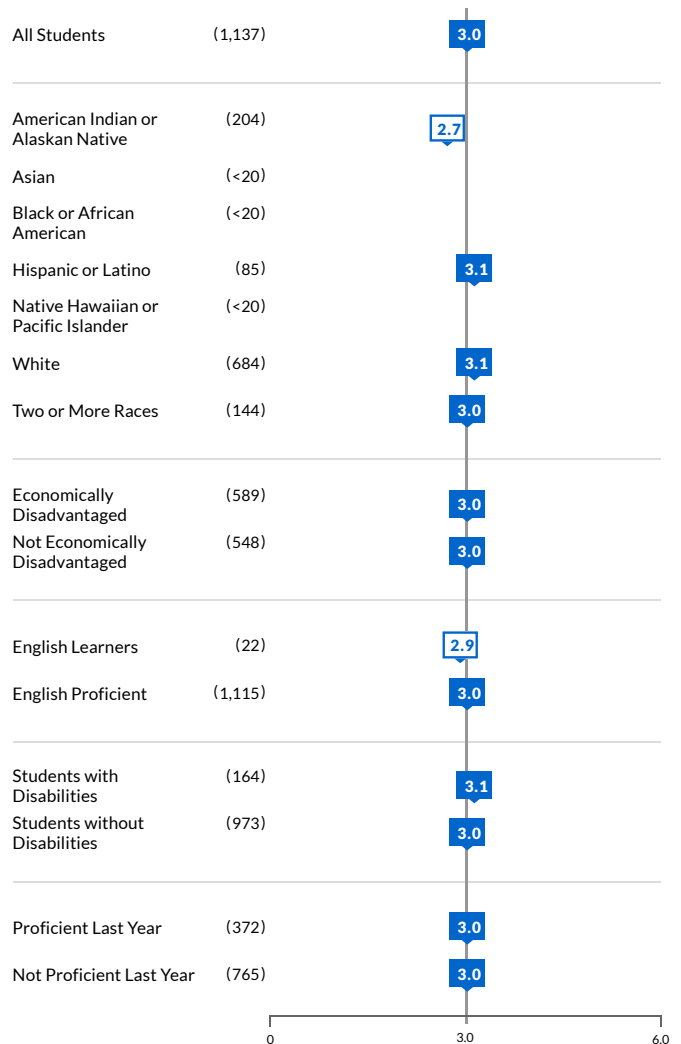 All Students (1,137) 3.0
American Indian or (204) 2.7
Alaskan Native
Asian (<20)
Black or African (<20)
American
Hispanic or Latino (85) 3.1
Native Hawaiian or (<20)
Pacific Islander
White (684) 3.1
Two or More Races (144) 3.0
Economically (589) 3.0
Disadvantaged
Not Economically (548) 3.0
Disadvantaged
English Learners (22) 2.9
English Proficient (1,115) 3.0
Students with (164) 3.1
Disabilities
Students without (973) 3.0
Disabilities
Proficient Last Year (372) 3.0
Not Proficient Last Year (765) 3.0
0 3.0 6.0